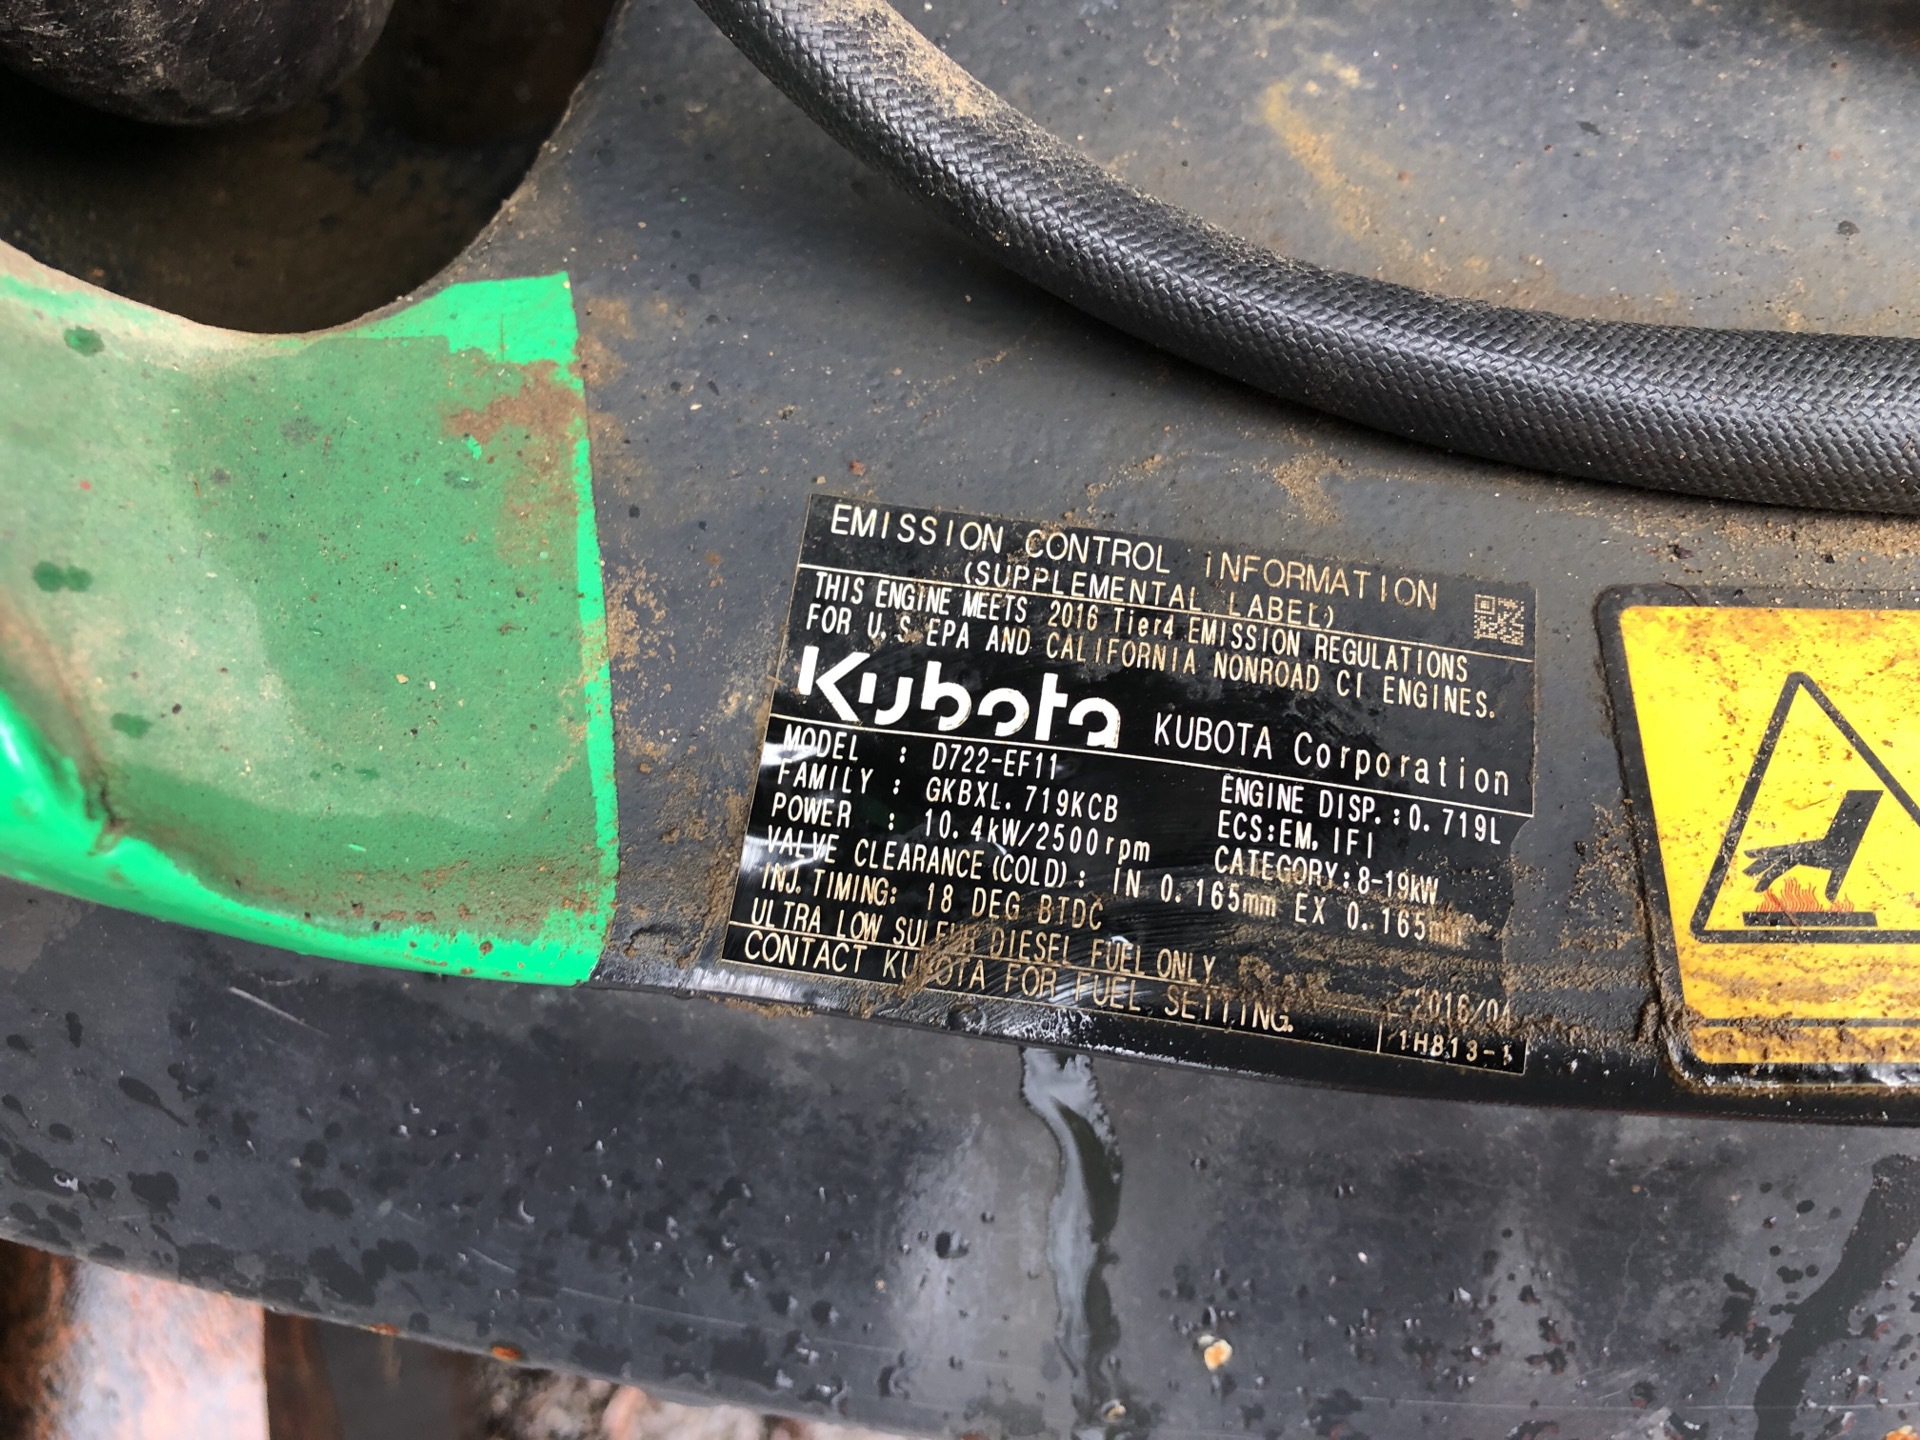 EMISSION CONTROL INFORMATION
(SUPPLEMENTAL LABEL)
THIS ENGINE MEETS 2016 Tier4 EMISSION REGULATIONS
FOR U.S. EPA AND CALIFORNIA NONROAD CI ENGINES.
Kubota KUBOTA Corporation
MODEL : D722-EF11
FAMILY : GKBXL.719KCB ENGINE DISP.:0.719L
POWER : 10.4kW/2500rpm ECS:EM, IFI
CATEGORY:8-19kW
VALVE CLEARANCE(COLD): IN 0.165mm EX 0.165mm
INJ.TIMING: 18 DEG BTDC
ULTRA LOW SULFUR DIESEL FUEL ONLY
CONTACT KUBOTA FOR FUEL SETTING.
2016/04
1H813-1